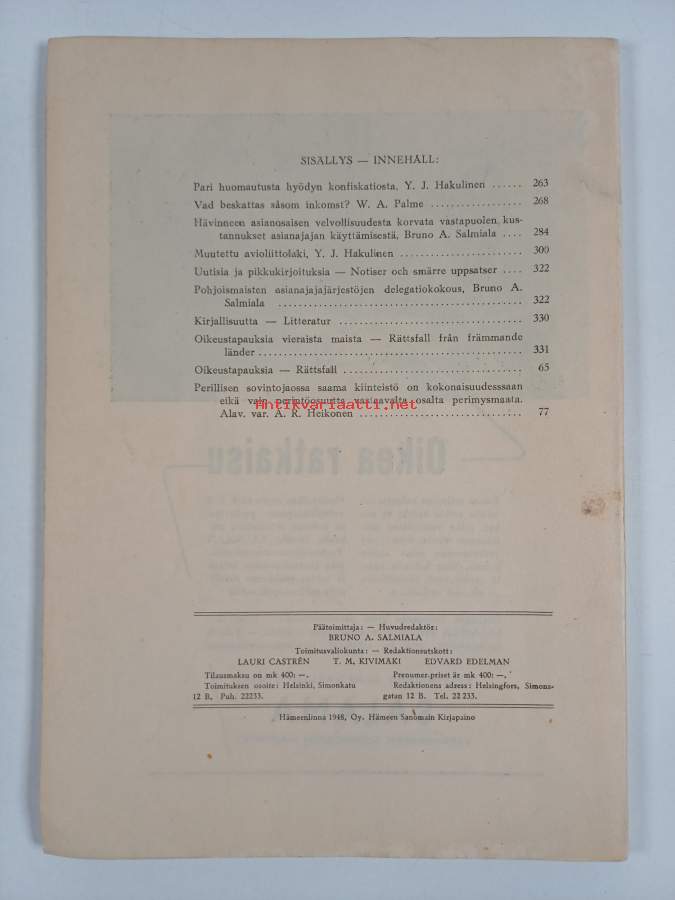 SISÄLLYS — INNEHÅLL:
Pari huomautusta hyödyn konfiskatiosta, Y. J. Hakulinen ...... 263
Vad beskattas såsom inkomst? W. A. Palme .................. 268
Hävinneen asianosaisen velvollisuudesta korvata vastapuolen kus-
tannukset asianajajan käyttämisestä, Bruno A. Salmiala .... 284
Muutettu avioliittolaki, Y. J. Hakulinen ........................ 300
Uutisia ja pikkukirjoituksia — Notiser och smärre uppsatser .... 322
Pohjoismaisten asianajajajärjestöjen delegatiokokous, Bruno A.
Salmiala ................................................ 322
Kirjallisuutta — Litteratur .................................... 330
Oikeustapauksia vieraista maista — Rättsfall från främmande
länder .................................................... 331
Oikeustapauksia — Rättsfall .................................... 65
Perillisen sovintojaossa saama kiinteistö on kokonaisuudesssaan
eikä vain perintöosuutta vastaavalta osalta perimysmaata.
Antikvariaatti.net
Alav. var. A. R. Heikonen ................................ 77
Oikea ratkaisu
Päätoimittaja: — Huvudredaktör:
BRUNO A. SALMIALA
Toimitusvaliokunta: — Redaktionsutskott:
LAURI CASTRÉN T. M. KIVIMÄKI EDVARD EDELMAN
Tilausmaksu on mk 400: —. Prenumer.priset är mk 400: —.
Toimituksen osoite: Helsinki, Simonkatu Redaktionens adress: Helsingfors, Simons-
12 B. Puh. 22233. gatan 12 B. Tel. 22 233.
Hämeenlinna 1948, Oy. Hämeen Sanomain Kirjapaino